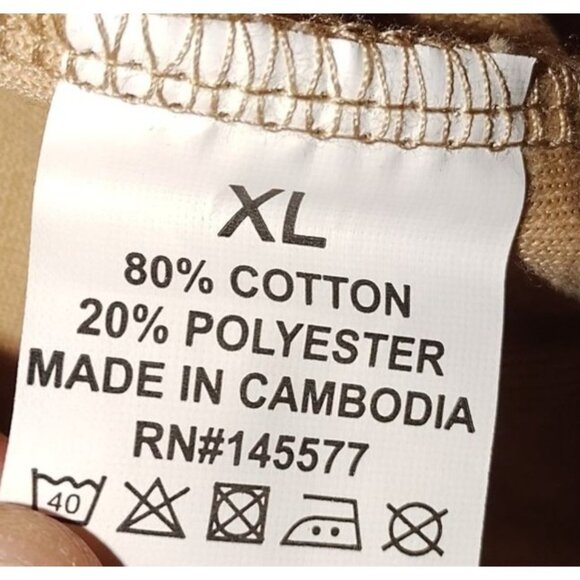 XL
80% COTTON
20% POLYESTER
MADE IN CAMBODIA
RN#145577
40